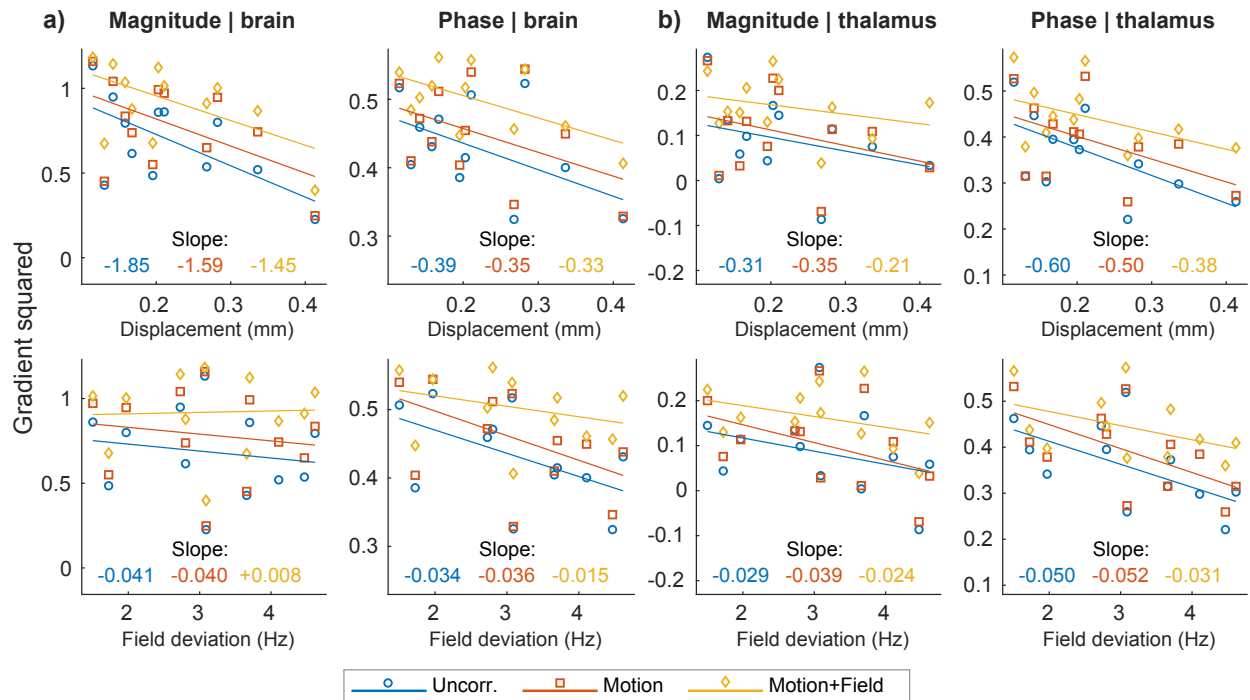 a) Magnitude | brain Phase | brain b) Magnitude | thalamus Phase | thalamus
Gradient squared
1
0.5
0
Slope:
-1.85 -1.59 -1.45
0.2 0.3 0.4
Displacement (mm)
0.5
0.4
0.3
Slope:
-0.39 -0.35 -0.33
0.2 0.3 0.4
Displacement (mm)
0.2
0.1
0
-0.1
-0.2
Slope:
-0.31 -0.35 -0.21
0.2 0.3 0.4
Displacement (mm)
0.5
0.4
0.3
0.2
0.1
Slope:
-0.60 -0.50 -0.38
0.2 0.3 0.4
Displacement (mm)
1
0.5
0
Slope:
-0.041 -0.040 +0.008
2 3 4
Field deviation (Hz)
0.5
0.4
0.3
Slope:
-0.034 -0.036 -0.015
2 3 4
Field deviation (Hz)
0.2
0.1
0
-0.1
-0.2
Slope:
-0.029 -0.039 -0.024
2 3 4
Field deviation (Hz)
0.5
0.4
0.3
0.2
0.1
Slope:
-0.050 -0.052 -0.031
2 3 4
Field deviation (Hz)
Uncorr. Motion Motion+Field